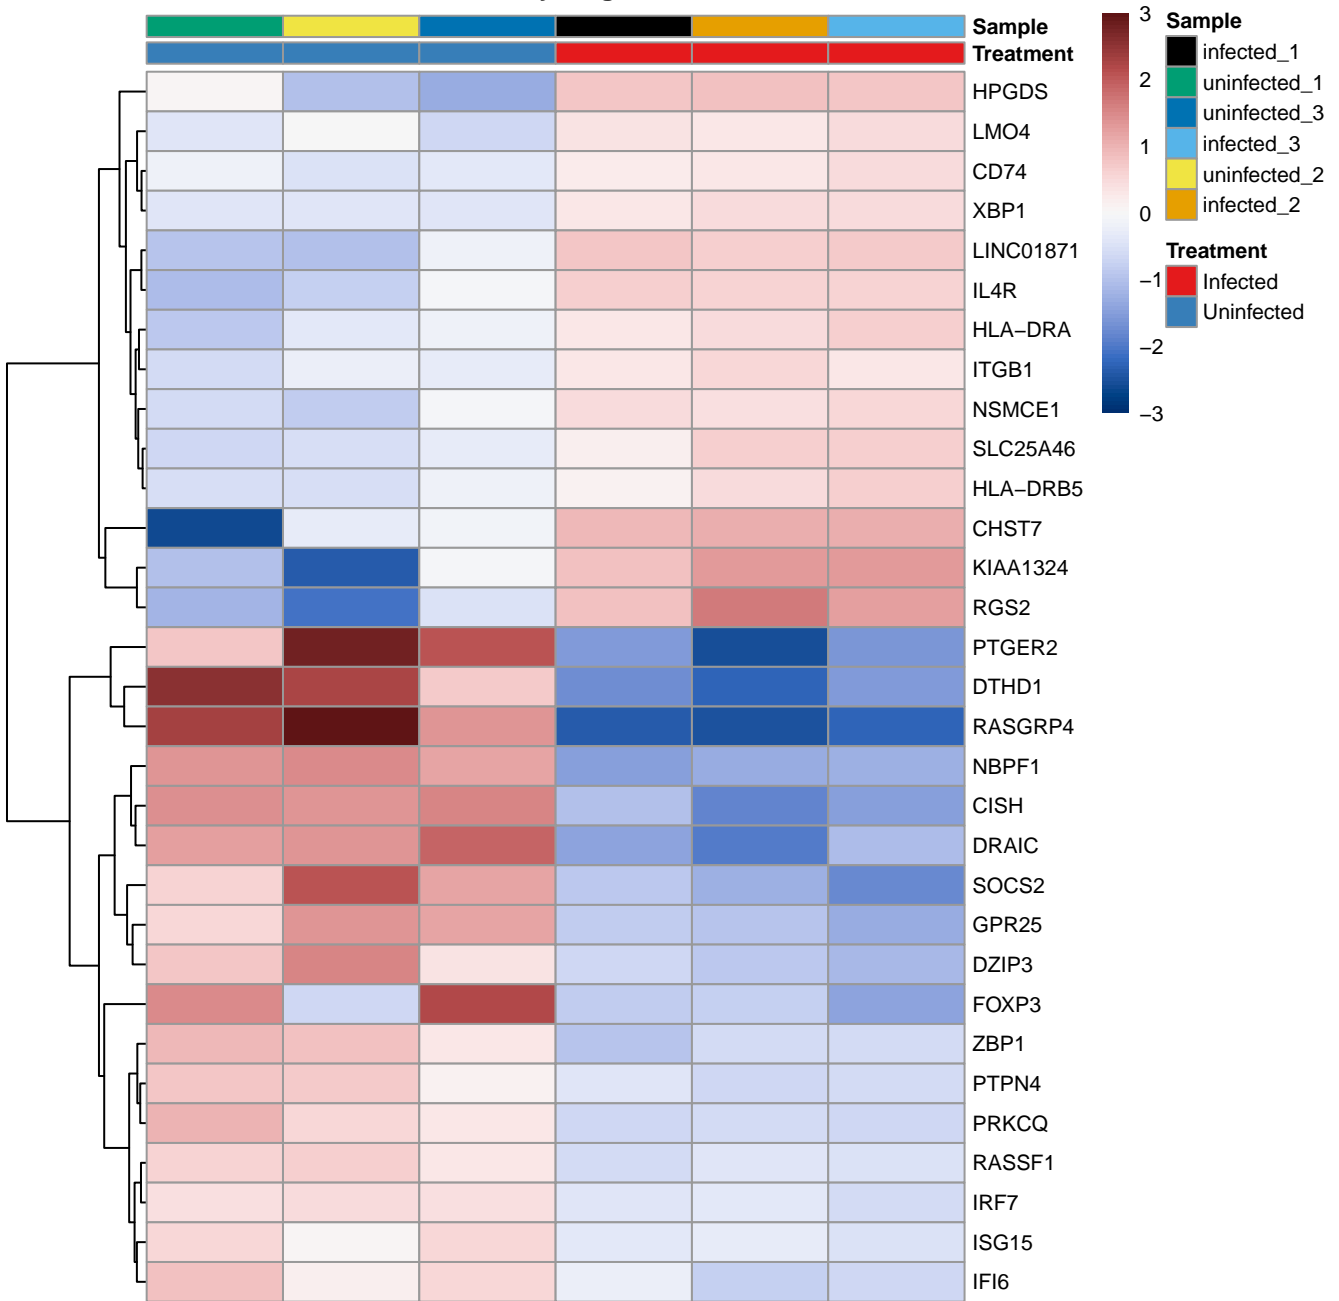 Sample
Treatment
HPGDS
LMO4
CD74
XBP1
LINC01871
IL4R
HLA−DRA
ITGB1
NSMCE1
SLC25A46
HLA−DRB5
CHST7
KIAA1324
RGS2
PTGER2
DTHD1
RASGRP4
NBPF1
CISH
DRAIC
SOCS2
GPR25
DZIP3
FOXP3
ZBP1
PTPN4
PRKCQ
RASSF1
IRF7
ISG15
IFI6
3
2
1
0
−1
−2
−3
Sample
infected_1
uninfected_1
uninfected_3
infected_3
uninfected_2
infected_2
Treatment
Infected
Uninfected